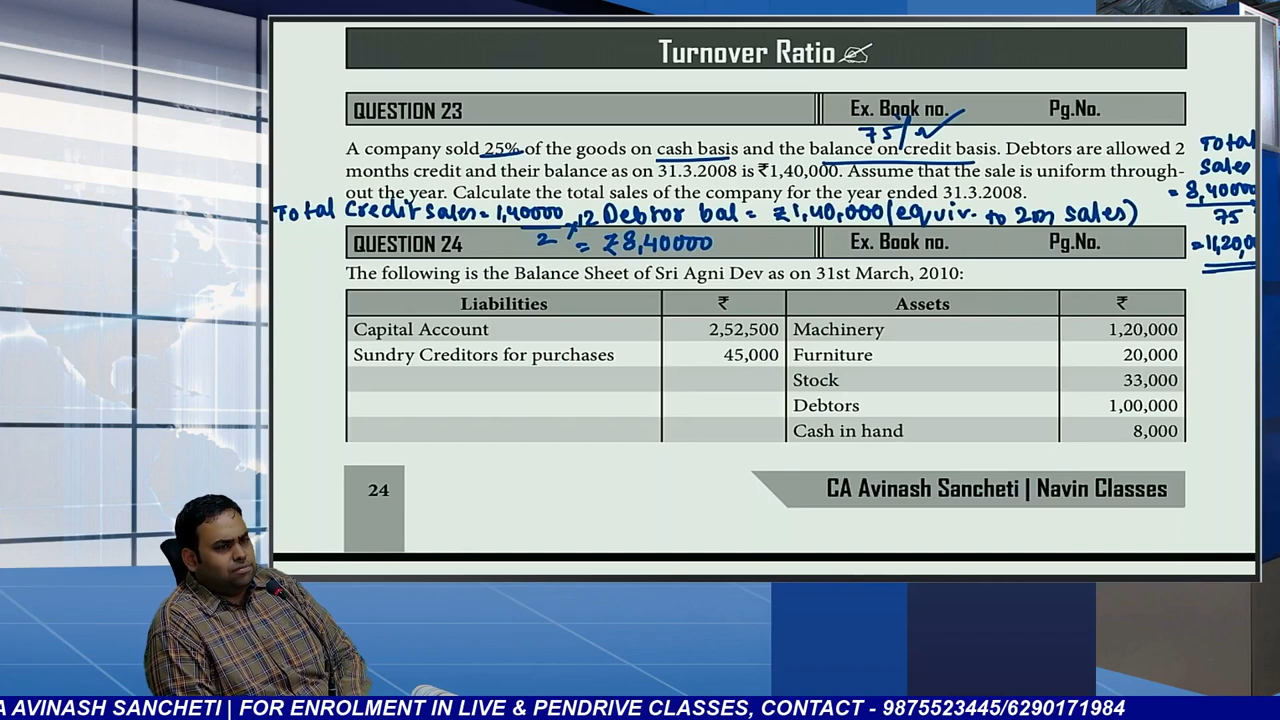 Turnover Ratio
QUESTION 23 Ex. Book no. Pg.No.
75%
A company sold 25% of the goods on cash basis and the balance on credit basis. Debtors are allowed 2
months credit and their balance as on 31.3.2008 is ₹1,40,000. Assume that the sale is uniform through-
out the year. Calculate the total sales of the company for the year ended 31.3.2008.
Total
Sales
= 8,40000
75
= 11,20,0
Total Credit Sales = 1,40000 × 12 Debtor bal = ₹1,40,000 (equiv. to 2m sales)
2 = ₹8,40000
QUESTION 24 Ex. Book no. Pg.No.
The following is the Balance Sheet of Sri Agni Dev as on 31st March, 2010:
Liabilities ₹ Assets ₹
Capital Account 2,52,500 Machinery 1,20,000
Sundry Creditors for purchases 45,000 Furniture 20,000
Stock 33,000
Debtors 1,00,000
Cash in hand 8,000
24 CA Avinash Sancheti | Navin Classes
A AVINASH SANCHETI | FOR ENROLMENT IN LIVE & PENDRIVE CLASSES, CONTACT - 9875523445/6290171984